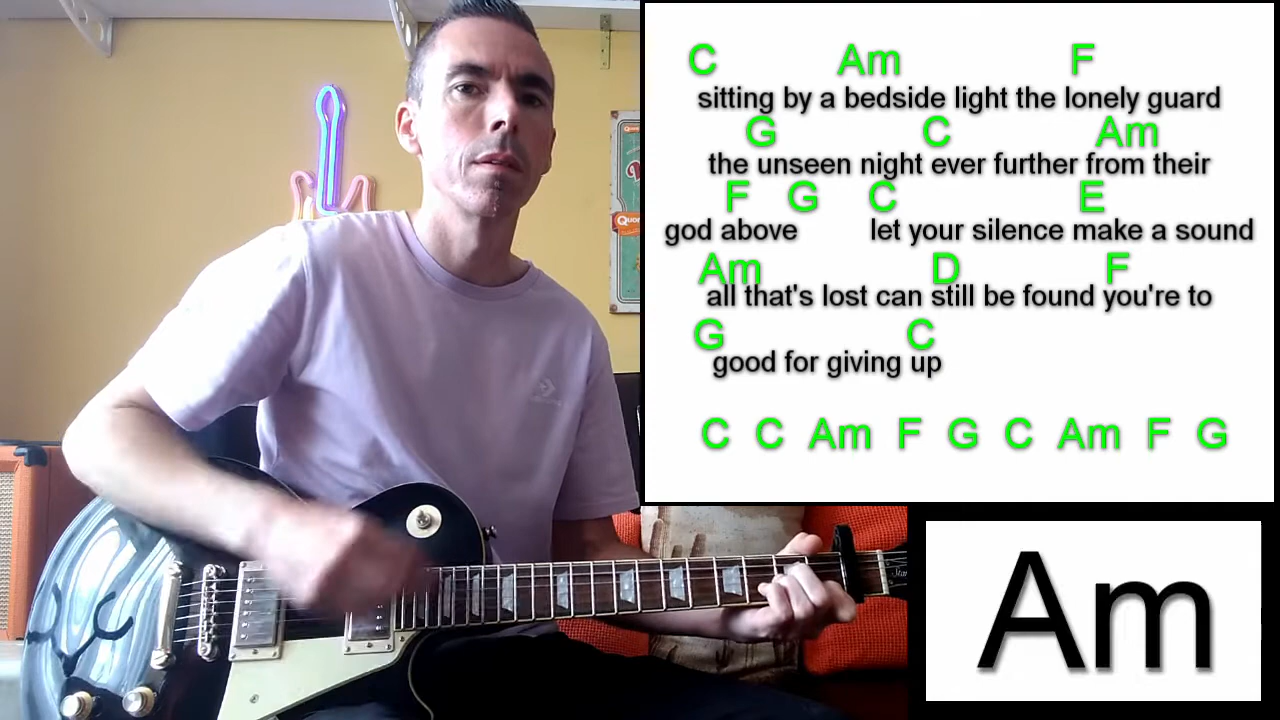 C Am F
sitting by a bedside light the lonely guard
G C Am
the unseen night ever further from their
F G C E
god above let your silence make a sound
Am D F
all that's lost can still be found you're to
G C
good for giving up
C C Am F G C Am F G
Am